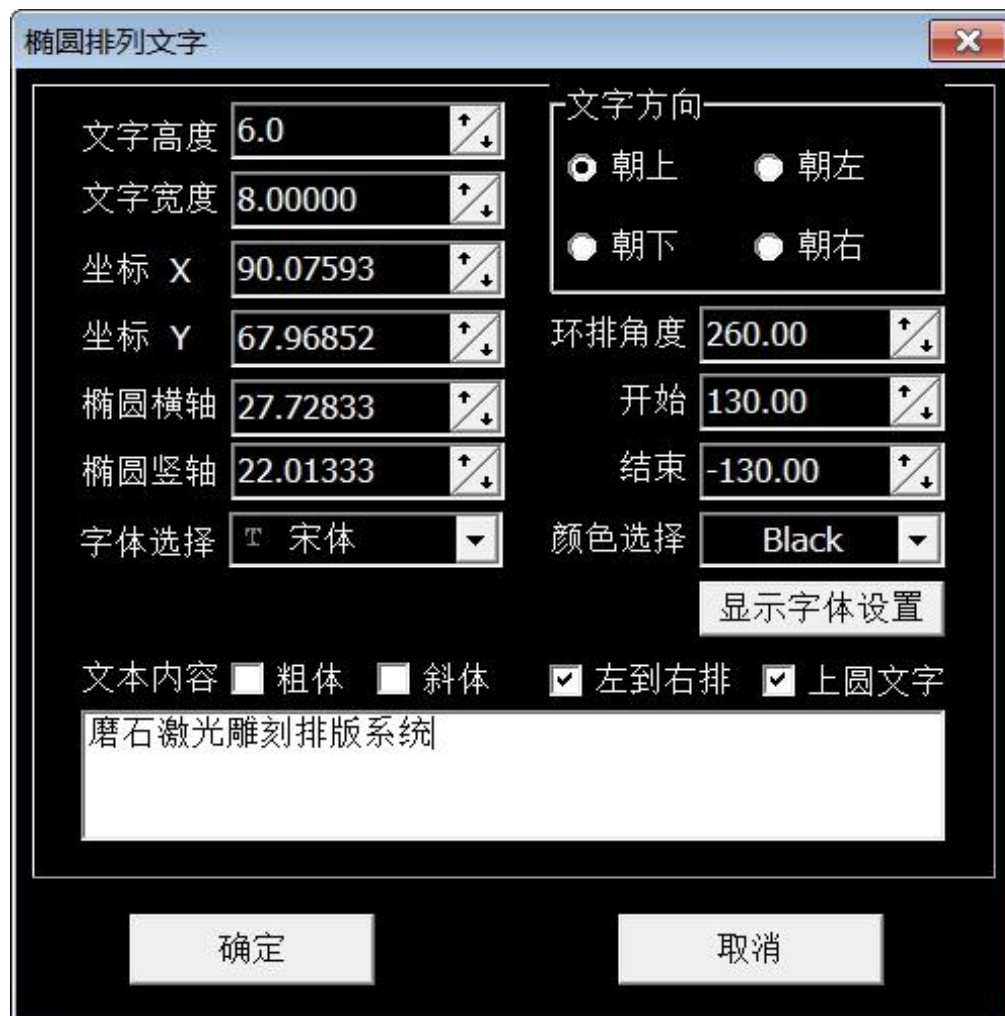 椭圆排列文字
文字高度 6.0
文字宽度 8.00000
坐标 X 90.07593
坐标 Y 67.96852
椭圆横轴 27.72833
椭圆竖轴 22.01333
字体选择 T 宋体
文字方向
朝上 朝左
朝下 朝右
环排角度 260.00
开始 130.00
结束 -130.00
颜色选择 Black
显示字体设置
文本内容 粗体 斜体 左到右排 上圆文字
磨石激光雕刻排版系统
确定 取消